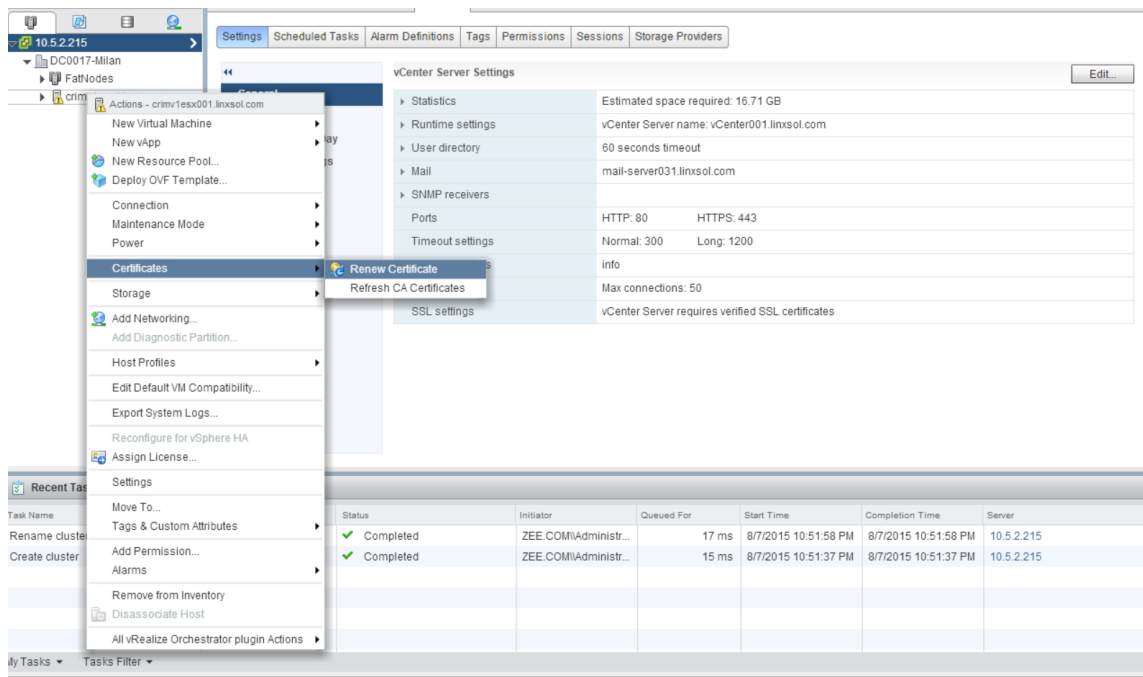 10.5.2.215
DC0017-Milan
FatNodes
crim
Settings Scheduled Tasks Alarm Definitions Tags Permissions Sessions Storage Providers
vCenter Server Settings
Edit...
Statistics Estimated space required: 16.71 GB
Runtime settings vCenter Server name: vCenter001.linxsol.com
User directory 60 seconds timeout
Mail mail-server031.linxsol.com
SNMP receivers
Ports HTTP: 80 HTTPS: 443
Timeout settings Normal: 300 Long: 1200
info
Max connections: 50
SSL settings vCenter Server requires verified SSL certificates
Actions - crimv1esx001.linxsol.com
New Virtual Machine
New vApp
New Resource Pool...
Deploy OVF Template...
Connection
Maintenance Mode
Power
Certificates
Renew Certificate
Refresh CA Certificates
Storage
Add Networking...
Add Diagnostic Partition...
Host Profiles
Edit Default VM Compatibility...
Export System Logs...
Reconfigure for vSphere HA
Assign License...
Settings
Move To...
Tags & Custom Attributes
Add Permission...
Alarms
Remove from Inventory
Disassociate Host
All vRealize Orchestrator plugin Actions
Recent Tas
Task Name Status Initiator Queued For Start Time Completion Time Server
Rename cluster Completed ZEE.COM\\Administr... 17 ms 8/7/2015 10:51:58 PM 8/7/2015 10:51:58 PM 10.5.2.215
Create cluster Completed ZEE.COM\\Administr... 15 ms 8/7/2015 10:51:37 PM 8/7/2015 10:51:37 PM 10.5.2.215
My Tasks Tasks Filter